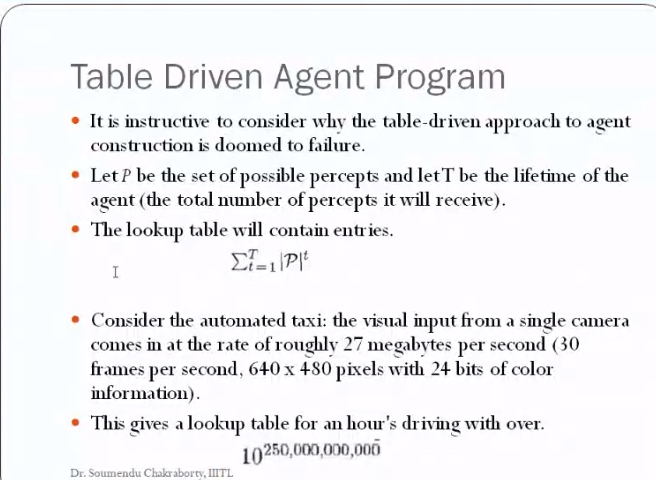 Table Driven Agent Program
• It is instructive to consider why the table-driven approach to agent
construction is doomed to failure.
• Let P be the set of possible percepts and let T be the lifetime of the
agent (the total number of percepts it will receive).
• The lookup table will contain entries.
∑ᵀₜ₌₁|𝒫|ᵗ
• Consider the automated taxi: the visual input from a single camera
comes in at the rate of roughly 27 megabytes per second (30
frames per second, 640 x 480 pixels with 24 bits of color
information).
• This gives a lookup table for an hour's driving with over.
10^250,000,000,000
Dr. Soumendu Chakraborty, IIITL